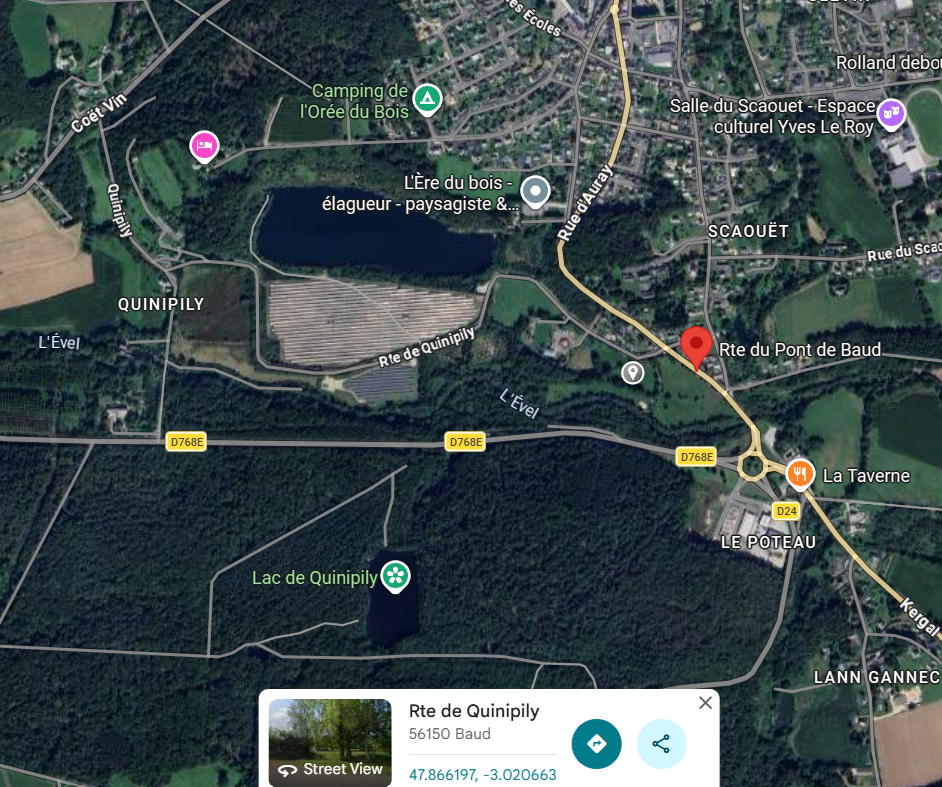 des Écoles
Rolland debou
Camping de
l'Orée du Bois
Coët Vin
Salle du Scaouet - Espace
culturel Yves Le Roy
L'Ère du bois -
élagueur - paysagiste &...
Quinipily
Rue d'Auray
SCAOUËT
Rue du Scao
QUINIPILY
L'Ével
Rte de Quinipily
Rte du Pont de Baud
L'Ével
D768E
D768E
D768E
La Taverne
D24
LE POTEAU
Lac de Quinipily
Kergal
LANN GANNEC
Rte de Quinipily
56150 Baud
Street View
47.866197, -3.020663